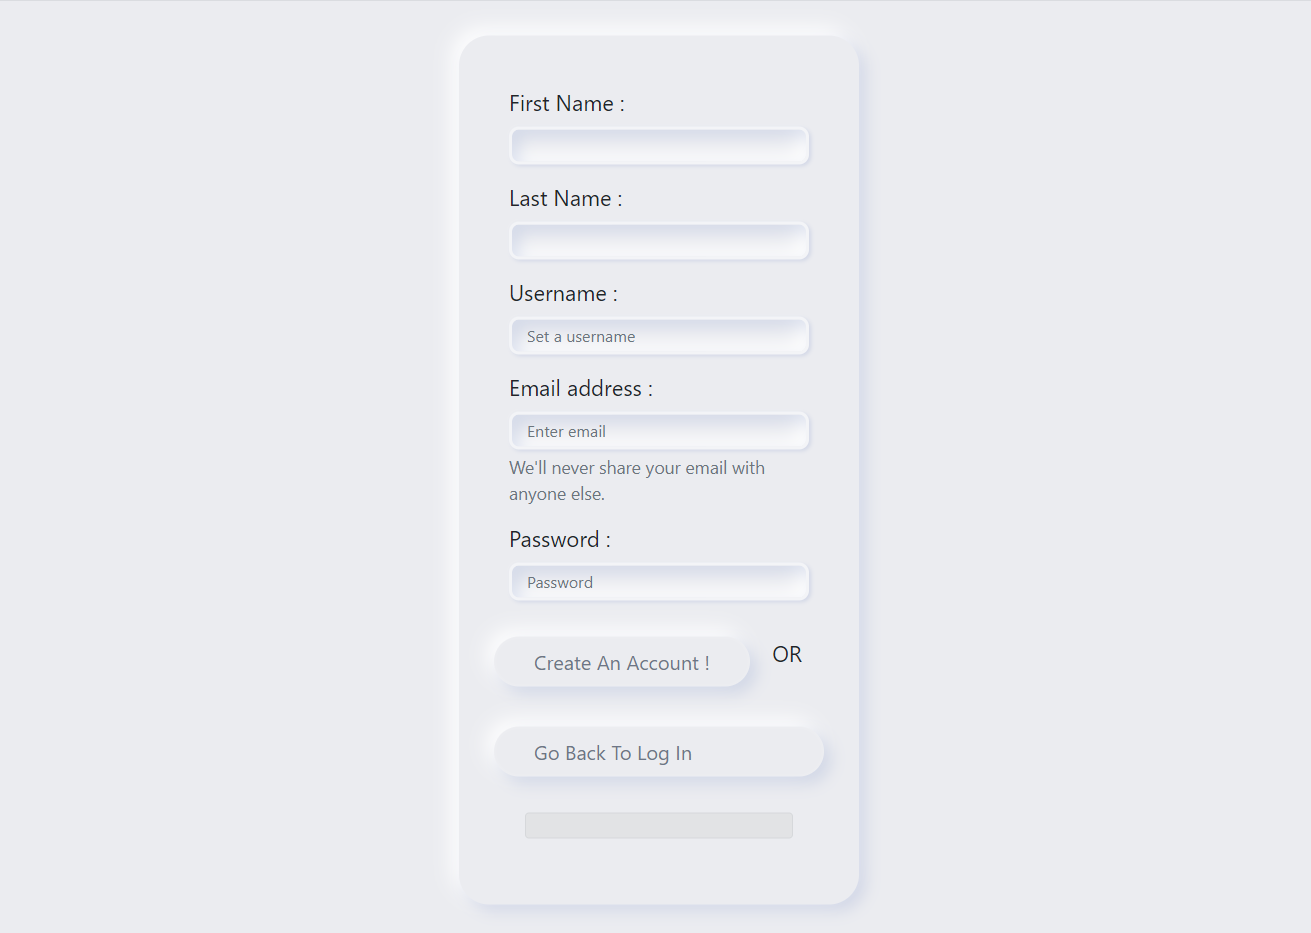 First Name :
Last Name :
Username :
Set a username
Email address :
Enter email
We'll never share your email with
anyone else.
Password :
Password
Create An Account !
OR
Go Back To Log In